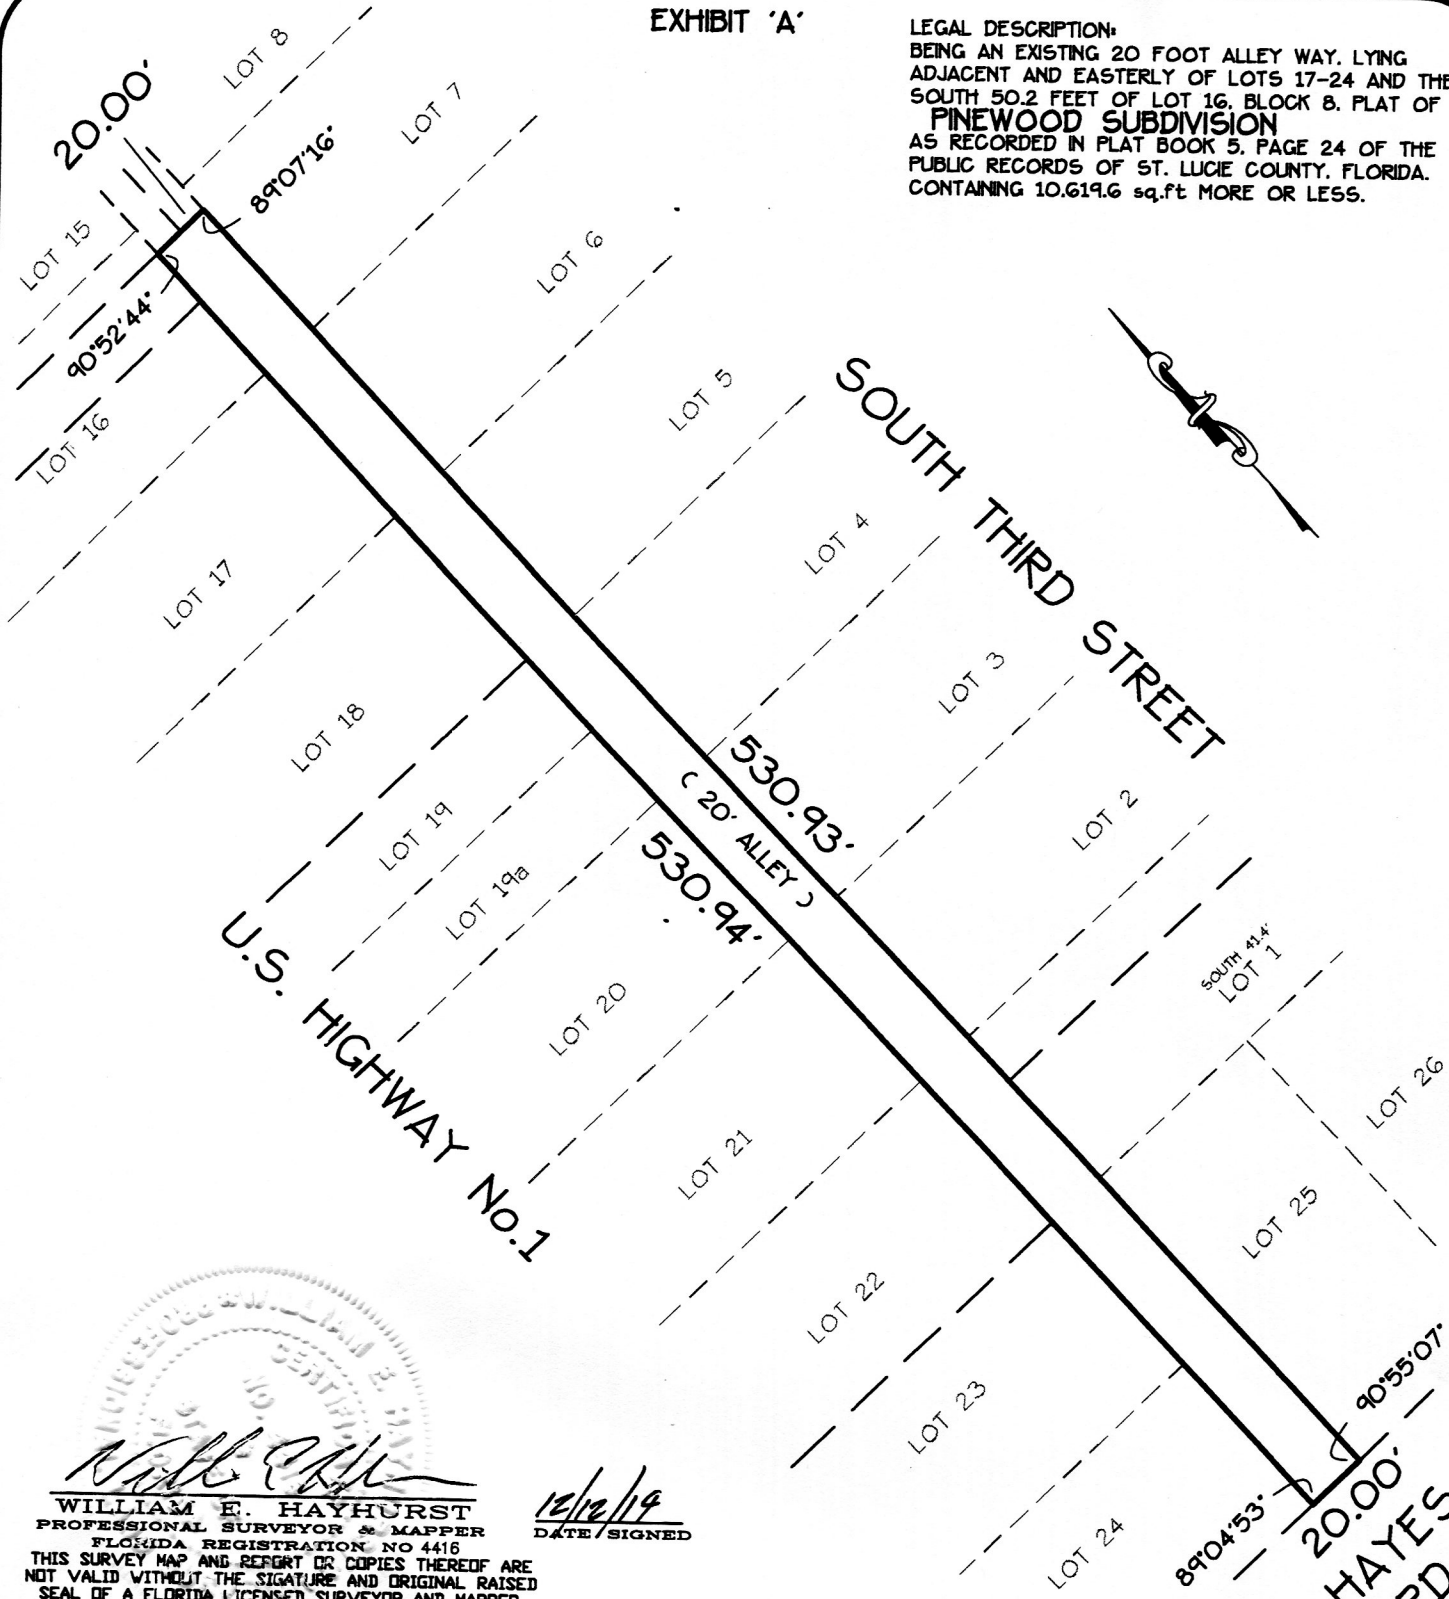 EXHIBIT 'A'
LEGAL DESCRIPTION:
BEING AN EXISTING 20 FOOT ALLEY WAY, LYING
ADJACENT AND EASTERLY OF LOTS 17-24 AND THE
SOUTH 50.2 FEET OF LOT 16, BLOCK 8, PLAT OF
PINEWOOD SUBDIVISION
AS RECORDED IN PLAT BOOK 5, PAGE 24 OF THE
PUBLIC RECORDS OF ST. LUCIE COUNTY, FLORIDA.
CONTAINING 10,619.6 sq.ft MORE OR LESS.
20.00'
LOT 8
LOT 7
89°07'16"
LOT 15
LOT 6
90°52'44"
LOT 5
LOT 16
SOUTH THIRD STREET
LOT 4
LOT 17
LOT 3
LOT 18
530.93'
( 20' ALLEY )
530.94'
LOT 2
LOT 19
LOT 19a
U.S. HIGHWAY No.1
SOUTH 41.4'
LOT 1
LOT 20
LOT 26
LOT 21
LOT 25
LOT 22
90°55'07"
LOT 23
LOT 24
89°04'53"
20.00'
HAYES
WILLIAM E. HAYHURST
PROFESSIONAL SURVEYOR & MAPPER
FLORIDA REGISTRATION NO 4416
THIS SURVEY MAP AND REPORT OR COPIES THEREOF ARE
NOT VALID WITHOUT THE SIGATURE AND ORIGINAL RAISED
SEAL OF A FLORIDA LICENSED SURVEYOR AND MAPPER
12/12/19
DATE SIGNED